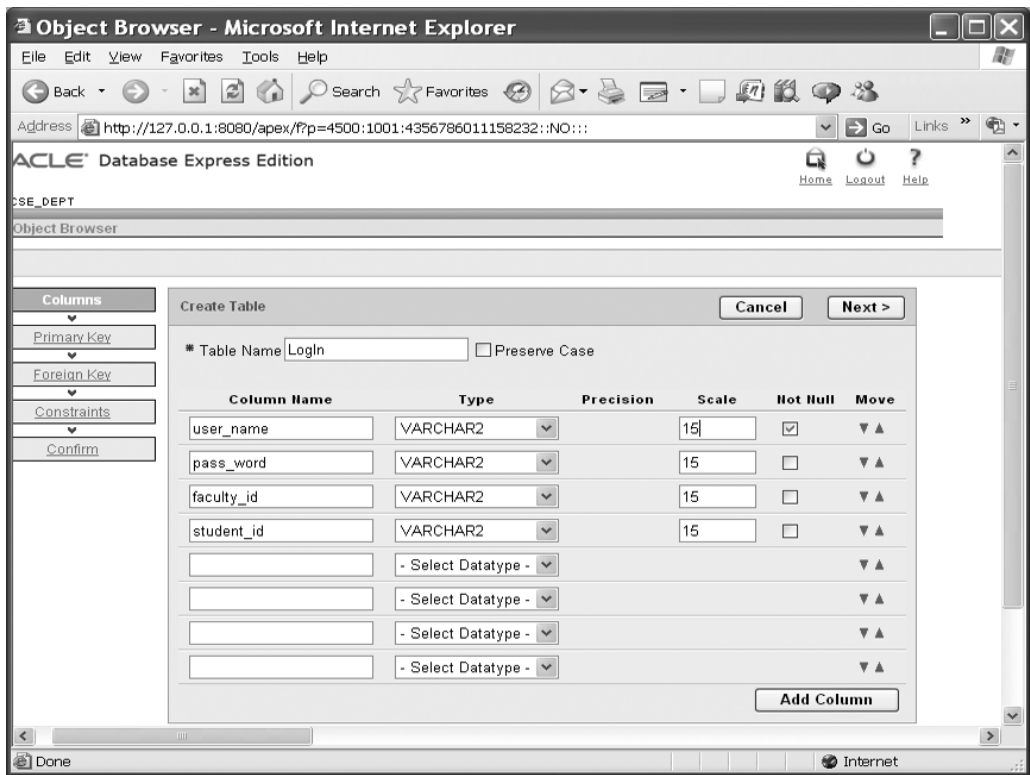 Object Browser - Microsoft Internet Explorer
File Edit View Favorites Tools Help
Back Search Favorites
Address http://127.0.0.1:8080/apex/f?p=4500:1001:4356786011158232::NO::: Go Links »
ACLE® Database Express Edition
Home Logout Help
CSE_DEPT
Object Browser
Columns
Primary Key
Foreign Key
Constraints
Confirm
Create Table Cancel Next >
* Table Name LogIn Preserve Case
Column Name Type Precision Scale Not Null Move
user_name VARCHAR2 15
pass_word VARCHAR2 15
faculty_id VARCHAR2 15
student_id VARCHAR2 15
- Select Datatype -
- Select Datatype -
- Select Datatype -
- Select Datatype -
Add Column
Done Internet